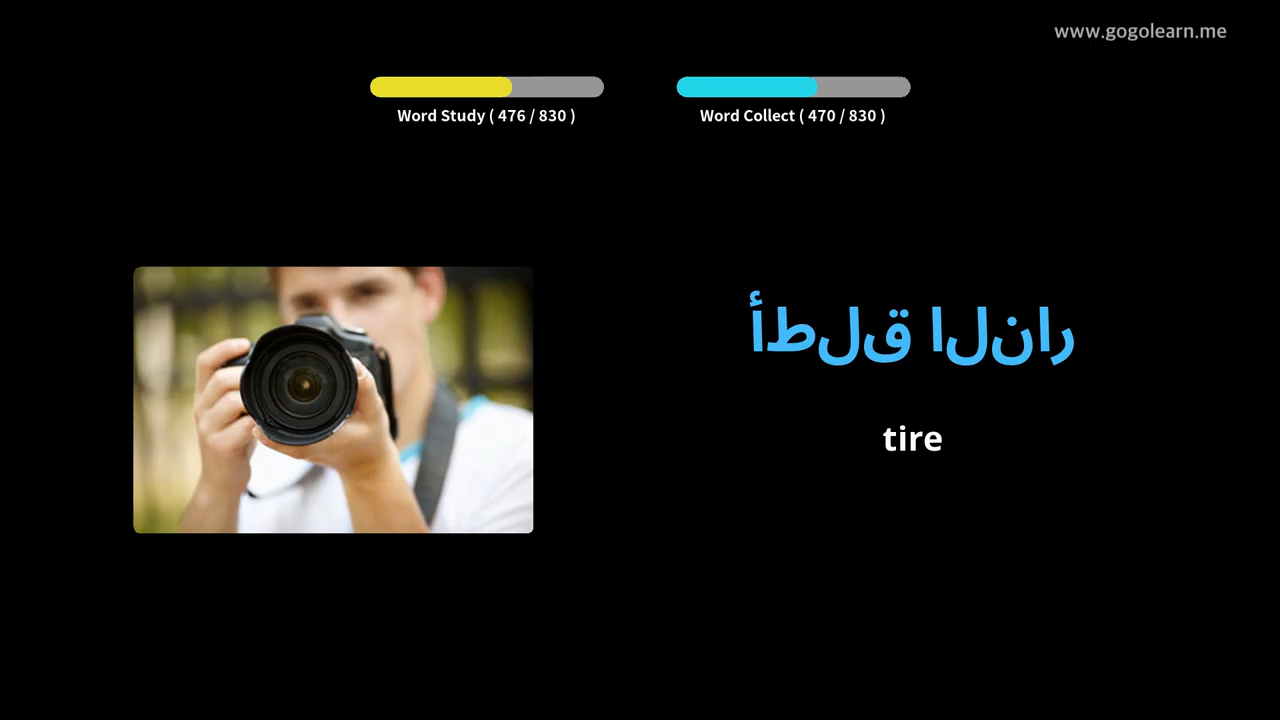 www.gogolearn.me
Word Study ( 476 / 830 )
Word Collect ( 470 / 830 )
أطلق النار
tire